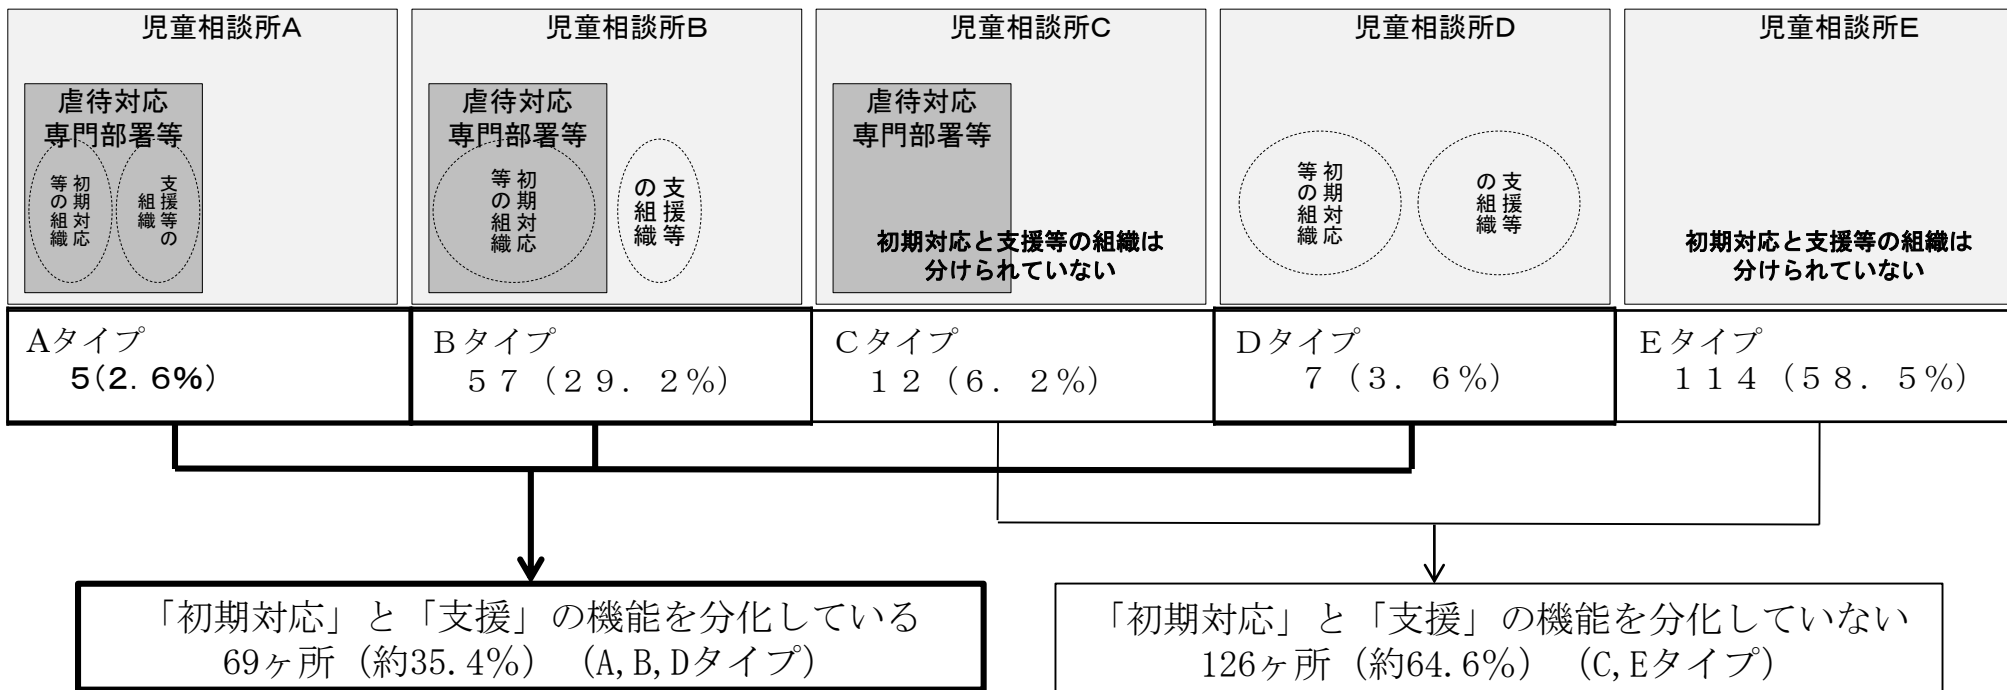 児童相談所A
虐待対応
専門部署等
初期対応
等の組織
支援等の
組織
児童相談所B
虐待対応
専門部署等
初期対応
等の組織
支援等
の組織
児童相談所C
虐待対応
専門部署等
初期対応と支援等の組織は
分けられていない
児童相談所D
初期対応
等の組織
支援等
の組織
児童相談所E
初期対応と支援等の組織は
分けられていない
Aタイプ
5(2.6%)
Bタイプ
57(29.2%)
Cタイプ
12(6.2%)
Dタイプ
7(3.6%)
Eタイプ
114(58.5%)
「初期対応」と「支援」の機能を分化している
69ヶ所(約35.4%) (A,B,Dタイプ)
「初期対応」と「支援」の機能を分化していない
126ヶ所(約64.6%) (C,Eタイプ)